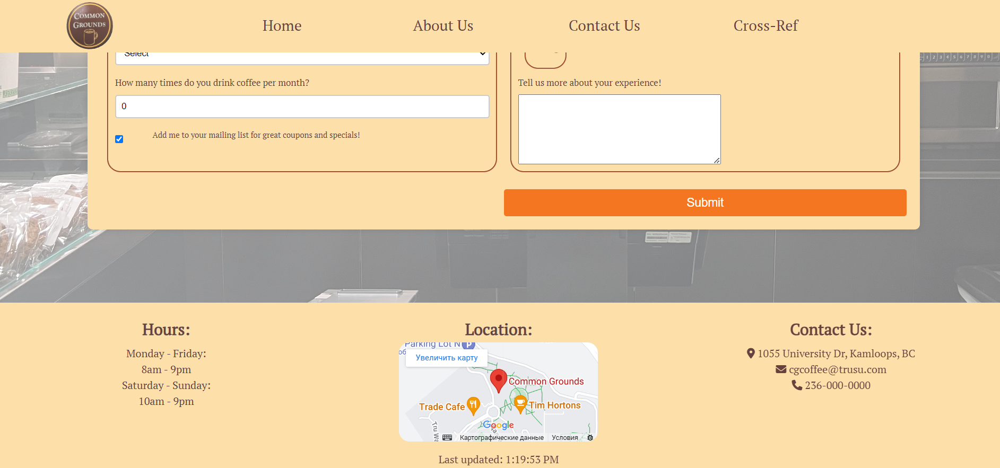 COMMON
GROUNDS
Home
About Us
Contact Us
Cross-Ref
Select
How many times do you drink coffee per month?
0
Add me to your mailing list for great coupons and specials!
Tell us more about your experience!
Submit
Hours:
Monday - Friday:
8am - 9pm
Saturday - Sunday:
10am - 9pm
Location:
Parking Lot N
P
Увеличить карту
Common Grounds
Trade Cafe
Tim Hortons
Tru Wa
Google
Картографические данные
Условия
Last updated: 1:19:53 PM
Contact Us:
1055 University Dr, Kamloops, BC
cgcoffee@trusu.com
236-000-0000